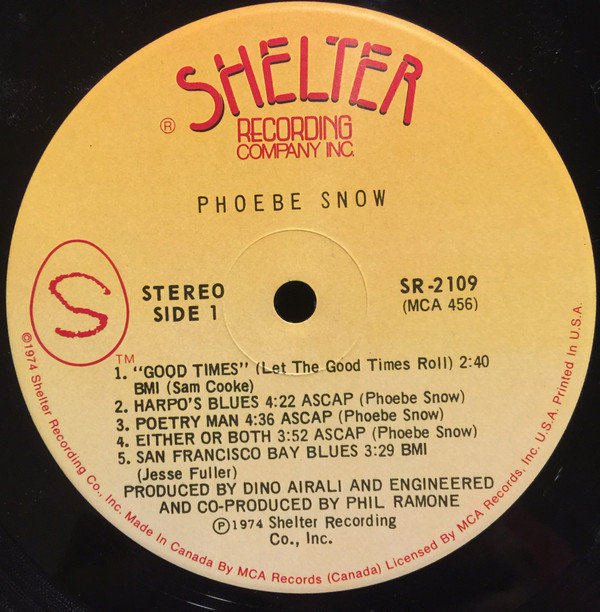 SHELTER
®
RECORDING
COMPANY INC.
PHOEBE SNOW
S
TM
STEREO
SIDE 1
SR-2109
(MCA 456)
1. "GOOD TIMES" (Let The Good Times Roll) 2:40
BMI (Sam Cooke)
2. HARPO'S BLUES 4:22 ASCAP (Phoebe Snow)
3. POETRY MAN 4:36 ASCAP (Phoebe Snow)
4. EITHER OR BOTH 3:52 ASCAP (Phoebe Snow)
5. SAN FRANCISCO BAY BLUES 3:29 BMI
(Jesse Fuller)
PRODUCED BY DINO AIRALI AND ENGINEERED
AND CO-PRODUCED BY PHIL RAMONE
℗1974 Shelter Recording
Co., Inc.
©1974 Shelter Recording Co., Inc. Made In Canada By MCA Records (Canada) Licensed By MCA Records, Inc. U.S.A. Printed In U.S.A.